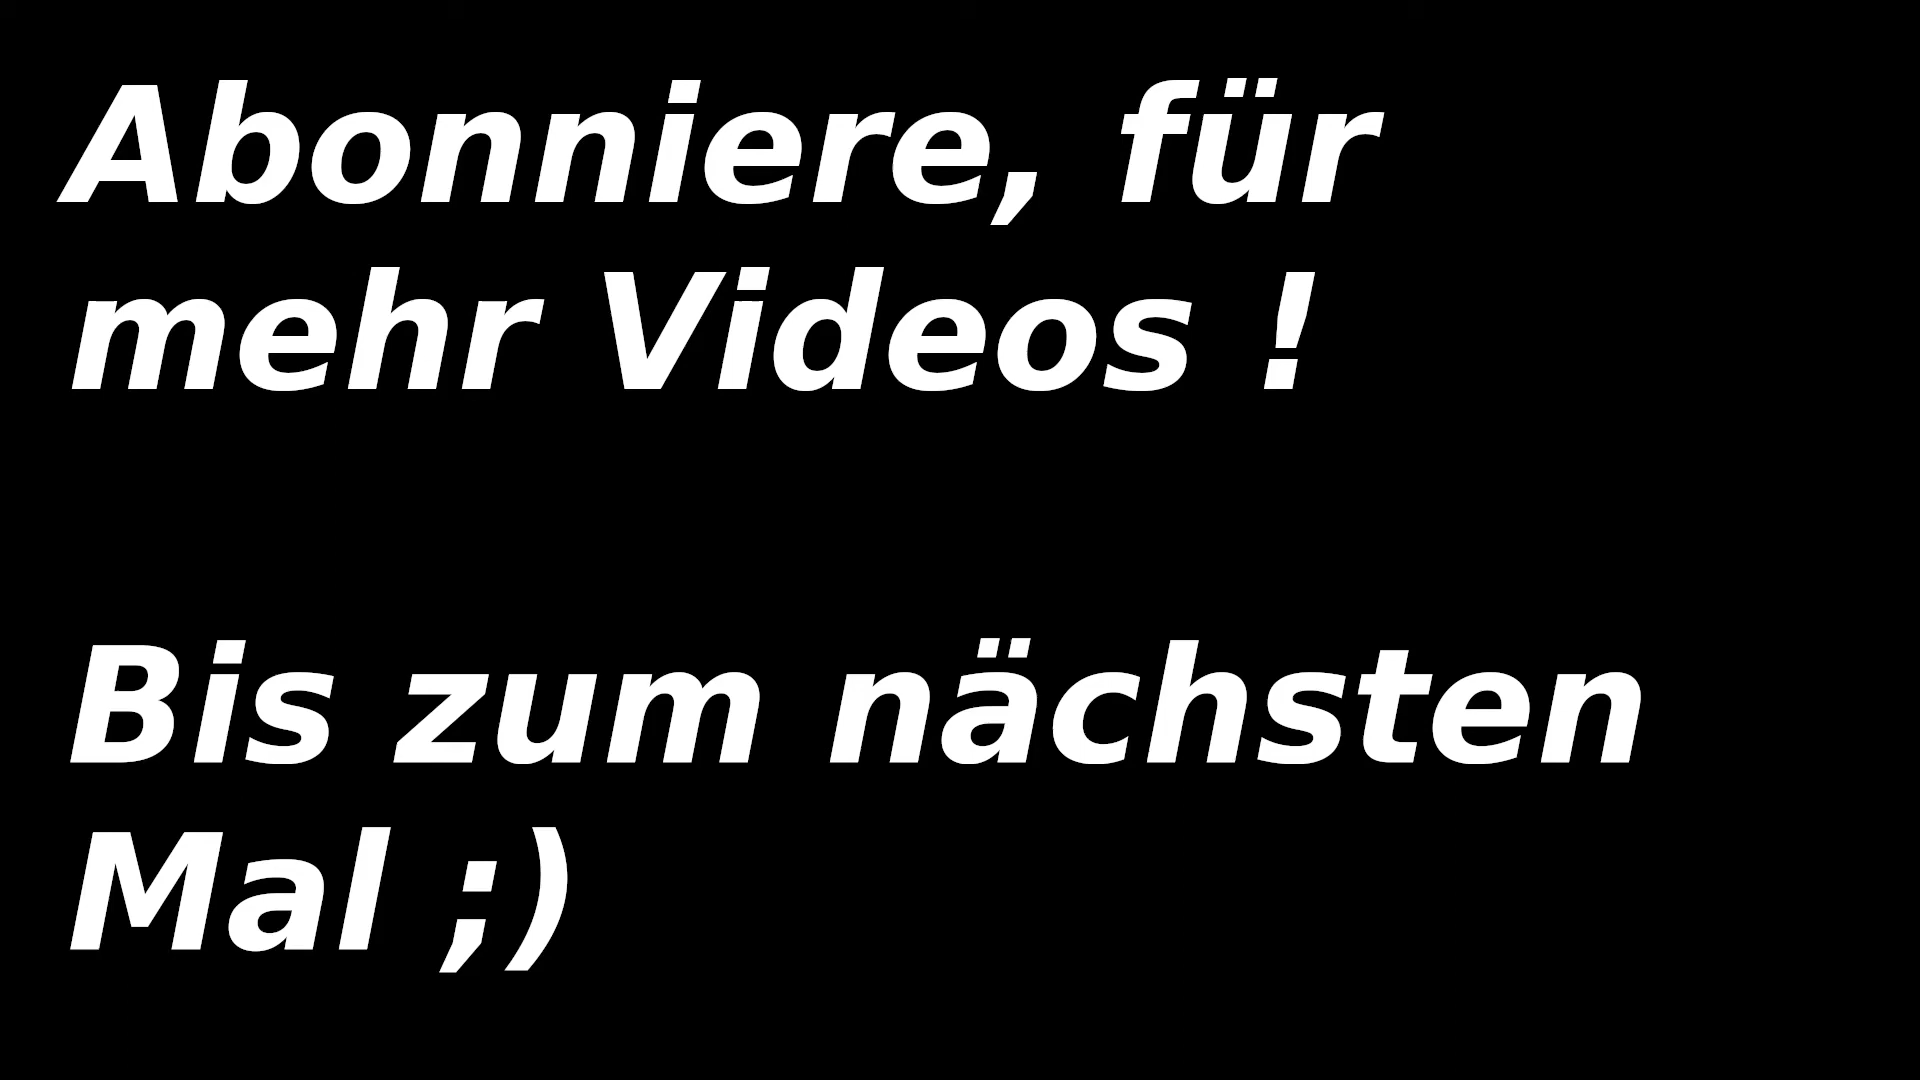 Abonniere, für
mehr Videos !
Bis zum nächsten
Mal ;)